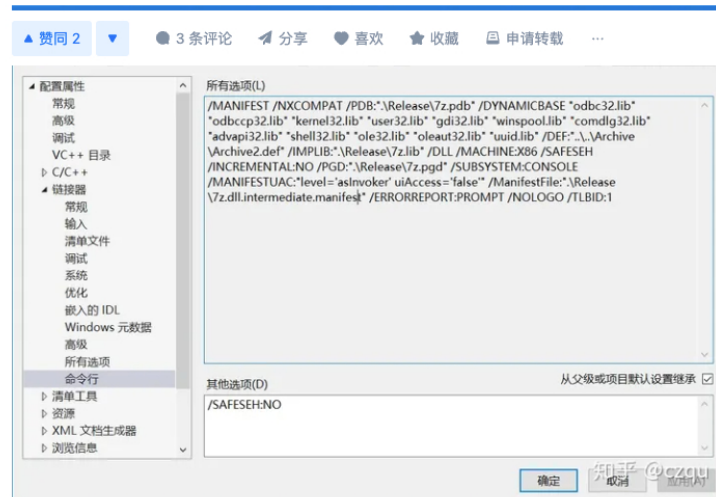 赞同 2
3 条评论
分享
喜欢
收藏
申请转载
...
配置属性
常规
高级
调试
VC++ 目录
C/C++
链接器
常规
输入
清单文件
调试
系统
优化
嵌入的 IDL
Windows 元数据
高级
所有选项
命令行
清单工具
资源
XML 文档生成器
浏览信息
所有选项(L)
/MANIFEST /NXCOMPAT /PDB:".\Release\7z.pdb" /DYNAMICBASE "odbc32.lib"
"odbccp32.lib" "kernel32.lib" "user32.lib" "gdi32.lib" "winspool.lib" "comdlg32.lib"
"advapi32.lib" "shell32.lib" "ole32.lib" "oleaut32.lib" "uuid.lib" /DEF:"..\..\Archive
\Archive2.def" /IMPLIB:".\Release\7z.lib" /DLL /MACHINE:X86 /SAFESEH
/INCREMENTAL:NO /PGD:".\Release\7z.pgd" /SUBSYSTEM:CONSOLE
/MANIFESTUAC:"level='asInvoker' uiAccess='false'" /ManifestFile:".\Release
\7z.dll.intermediate.manifest" /ERRORREPORT:PROMPT /NOLOGO /TLBID:1
其他选项(D)
从父级或项目默认设置继承
/SAFESEH:NO
确定
取消
应用(A)
知乎 @czqu